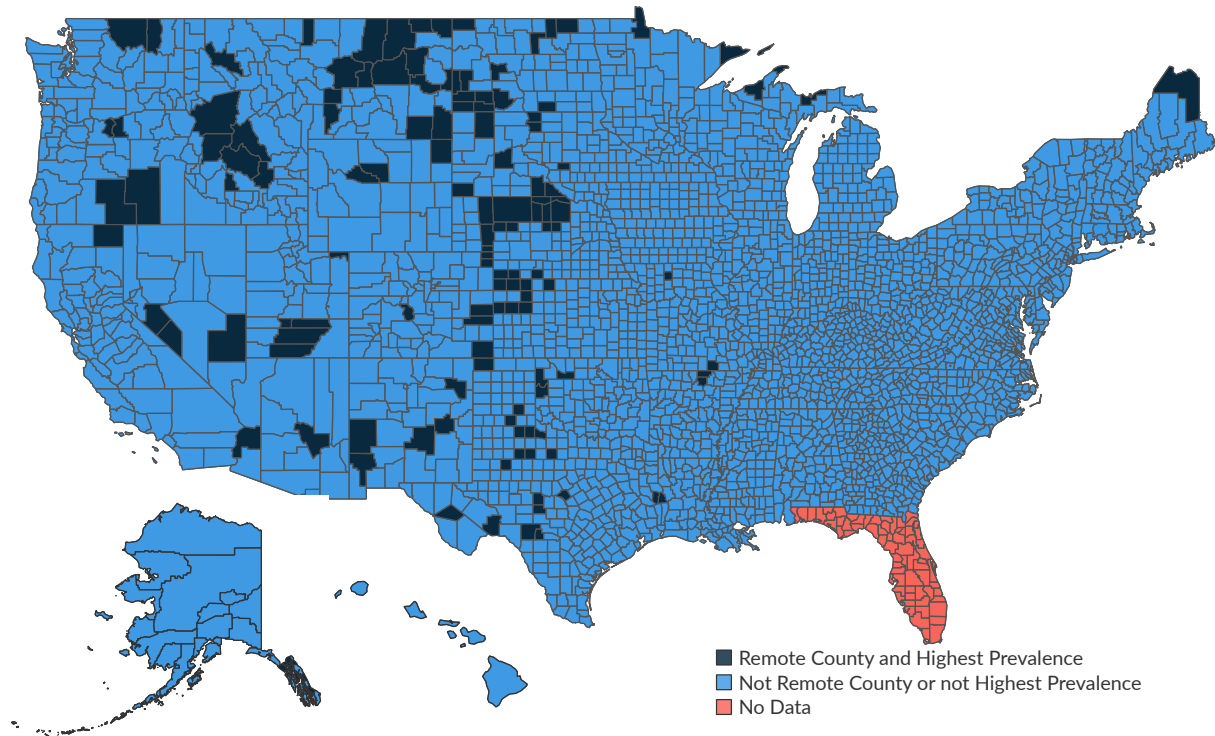 Remote County and Highest Prevalence
Not Remote County or not Highest Prevalence
No Data